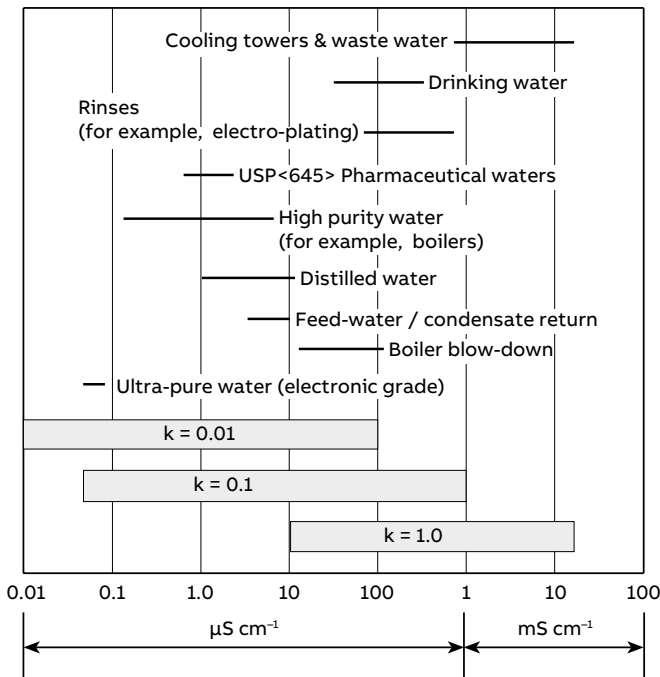 Cooling towers & waste water
Drinking water
Rinses
(for example, electro-plating)
USP<645> Pharmaceutical waters
High purity water
(for example, boilers)
Distilled water
Feed-water / condensate return
Boiler blow-down
Ultra-pure water (electronic grade)
k = 0.01
k = 0.1
k = 1.0
0.01 0.1 1.0 10 100 1 10 100
µS cm⁻¹ mS cm⁻¹